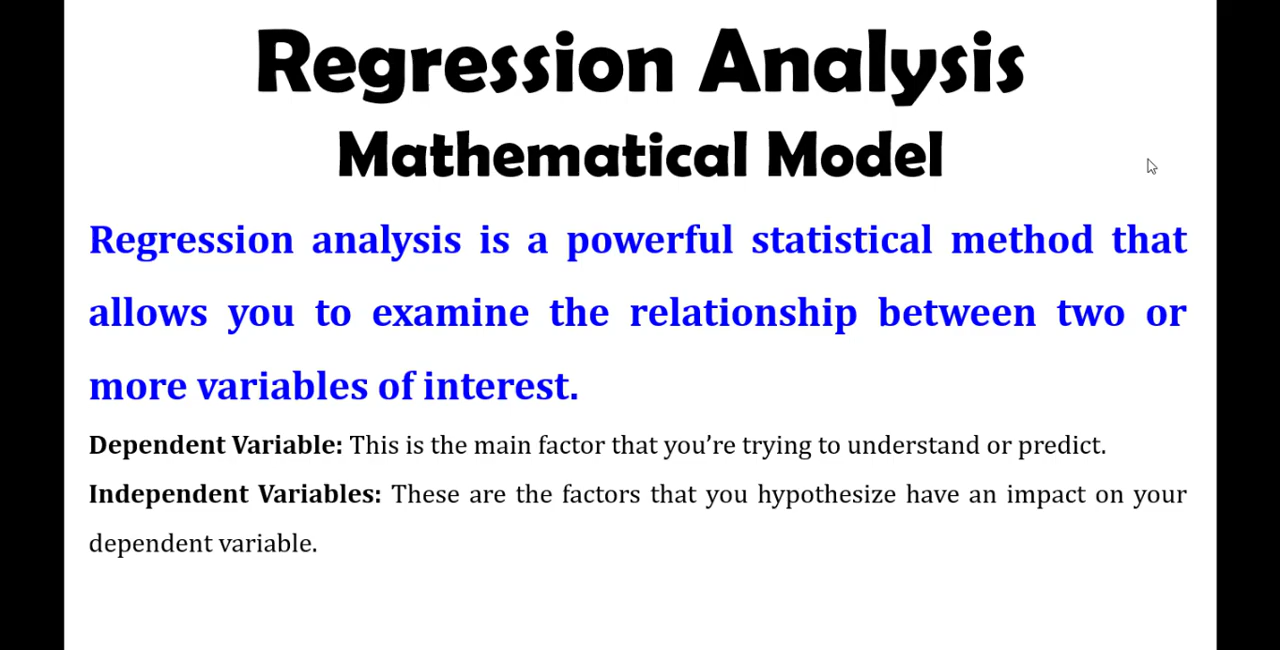 Regression Analysis
Mathematical Model
Regression analysis is a powerful statistical method that
allows you to examine the relationship between two or
more variables of interest.
Dependent Variable: This is the main factor that you’re trying to understand or predict.
Independent Variables: These are the factors that you hypothesize have an impact on your
dependent variable.